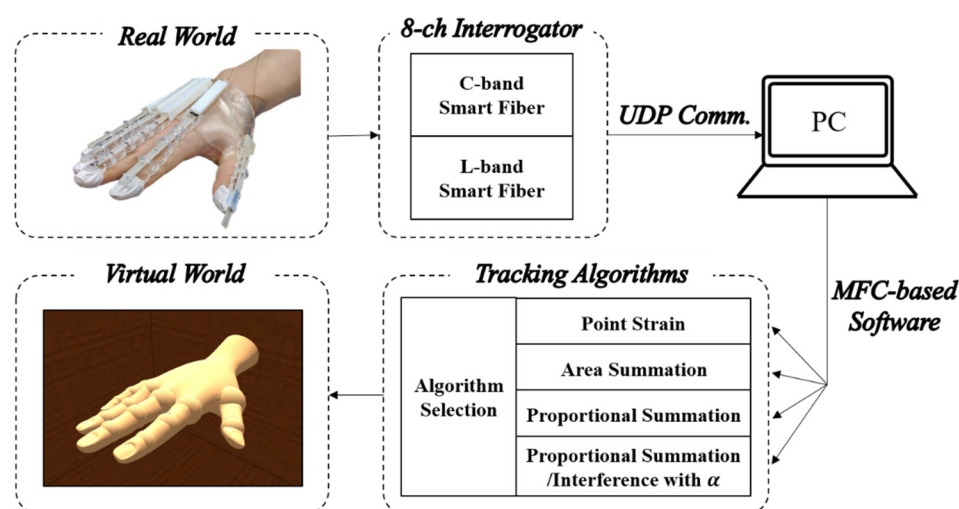 Real World
8-ch Interrogator
C-band
Smart Fiber
L-band
Smart Fiber
UDP Comm.
PC
MFC-based
Software
Tracking Algorithms
Algorithm
Selection
Point Strain
Area Summation
Proportional Summation
Proportional Summation
/Interference with α
Virtual World